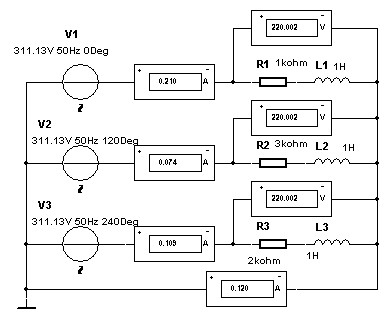 220.002 V
V1
311.13V 50Hz 0Deg
0.210 A
R1 1kohm L1 1H
220.002 V
V2
311.13V 50Hz 120Deg
0.074 A
R2 3kohm L2 1H
220.002 V
V3
311.13V 50Hz 240Deg
0.109 A
R3 L3
2kohm 1H
0.120 A